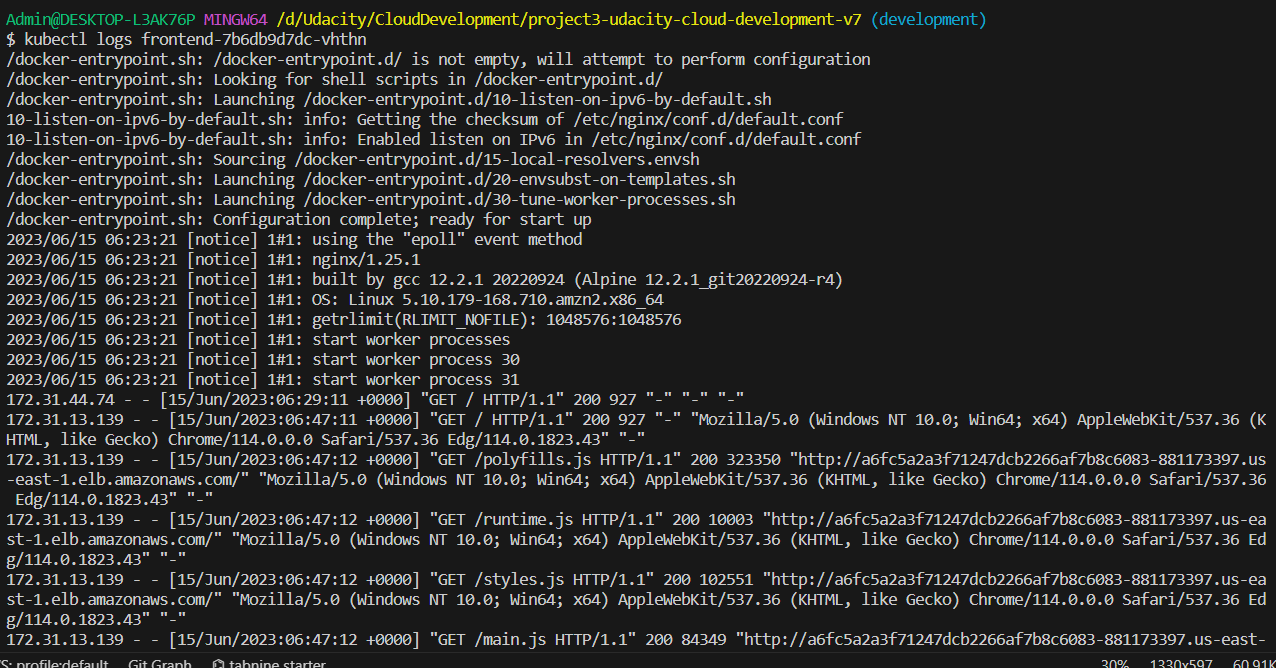 Admin@DESKTOP-L3AK76P MINGW64 /d/Udacity/CloudDevelopment/project3-udacity-cloud-development-v7 (development)
$ kubectl logs frontend-7b6db9d7dc-vhthn
/docker-entrypoint.sh: /docker-entrypoint.d/ is not empty, will attempt to perform configuration
/docker-entrypoint.sh: Looking for shell scripts in /docker-entrypoint.d/
/docker-entrypoint.sh: Launching /docker-entrypoint.d/10-listen-on-ipv6-by-default.sh
10-listen-on-ipv6-by-default.sh: info: Getting the checksum of /etc/nginx/conf.d/default.conf
10-listen-on-ipv6-by-default.sh: info: Enabled listen on IPv6 in /etc/nginx/conf.d/default.conf
/docker-entrypoint.sh: Sourcing /docker-entrypoint.d/15-local-resolvers.envsh
/docker-entrypoint.sh: Launching /docker-entrypoint.d/20-envsubst-on-templates.sh
/docker-entrypoint.sh: Launching /docker-entrypoint.d/30-tune-worker-processes.sh
/docker-entrypoint.sh: Configuration complete; ready for start up
2023/06/15 06:23:21 [notice] 1#1: using the "epoll" event method
2023/06/15 06:23:21 [notice] 1#1: nginx/1.25.1
2023/06/15 06:23:21 [notice] 1#1: built by gcc 12.2.1 20220924 (Alpine 12.2.1_git20220924-r4)
2023/06/15 06:23:21 [notice] 1#1: OS: Linux 5.10.179-168.710.amzn2.x86_64
2023/06/15 06:23:21 [notice] 1#1: getrlimit(RLIMIT_NOFILE): 1048576:1048576
2023/06/15 06:23:21 [notice] 1#1: start worker processes
2023/06/15 06:23:21 [notice] 1#1: start worker process 30
2023/06/15 06:23:21 [notice] 1#1: start worker process 31
172.31.44.74 - - [15/Jun/2023:06:29:11 +0000] "GET / HTTP/1.1" 200 927 "-" "-" "-"
172.31.13.139 - - [15/Jun/2023:06:47:11 +0000] "GET / HTTP/1.1" 200 927 "-" "Mozilla/5.0 (Windows NT 10.0; Win64; x64) AppleWebKit/537.36 (K
HTML, like Gecko) Chrome/114.0.0.0 Safari/537.36 Edg/114.0.1823.43" "-"
172.31.13.139 - - [15/Jun/2023:06:47:12 +0000] "GET /polyfills.js HTTP/1.1" 200 323350 "http://a6fc5a2a3f71247dcb2266af7b8c6083-881173397.us
-east-1.elb.amazonaws.com/" "Mozilla/5.0 (Windows NT 10.0; Win64; x64) AppleWebKit/537.36 (KHTML, like Gecko) Chrome/114.0.0.0 Safari/537.36
Edg/114.0.1823.43" "-"
172.31.13.139 - - [15/Jun/2023:06:47:12 +0000] "GET /runtime.js HTTP/1.1" 200 10003 "http://a6fc5a2a3f71247dcb2266af7b8c6083-881173397.us-ea
st-1.elb.amazonaws.com/" "Mozilla/5.0 (Windows NT 10.0; Win64; x64) AppleWebKit/537.36 (KHTML, like Gecko) Chrome/114.0.0.0 Safari/537.36 Ed
g/114.0.1823.43" "-"
172.31.13.139 - - [15/Jun/2023:06:47:12 +0000] "GET /styles.js HTTP/1.1" 200 102551 "http://a6fc5a2a3f71247dcb2266af7b8c6083-881173397.us-ea
st-1.elb.amazonaws.com/" "Mozilla/5.0 (Windows NT 10.0; Win64; x64) AppleWebKit/537.36 (KHTML, like Gecko) Chrome/114.0.0.0 Safari/537.36 Ed
g/114.0.1823.43" "-"
172.31.13.139 - - [15/Jun/2023:06:47:12 +0000] "GET /main.js HTTP/1.1" 200 84349 "http://a6fc5a2a3f71247dcb2266af7b8c6083-881173397.us-east-
S: profile:default Git Graph tabnine starter 30% 1330x597 60.91K